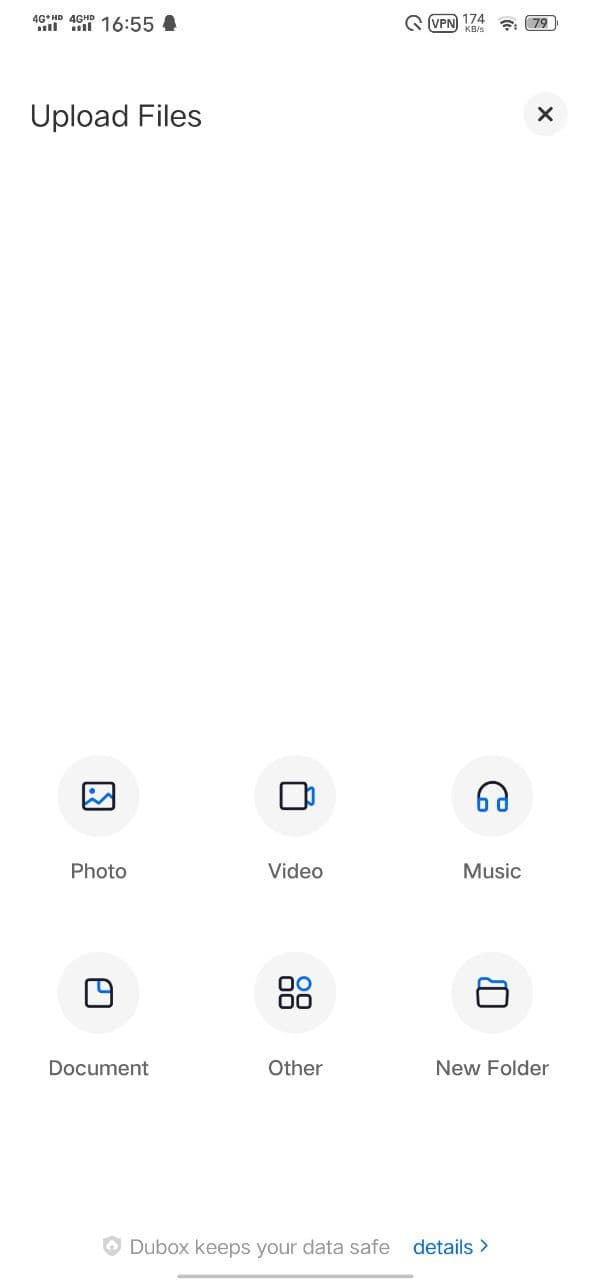 4G+HD 4GHD 16:55 VPN 174 KB/s 79
Upload Files
Photo Video Music
Document Other New Folder
Dubox keeps your data safe details >